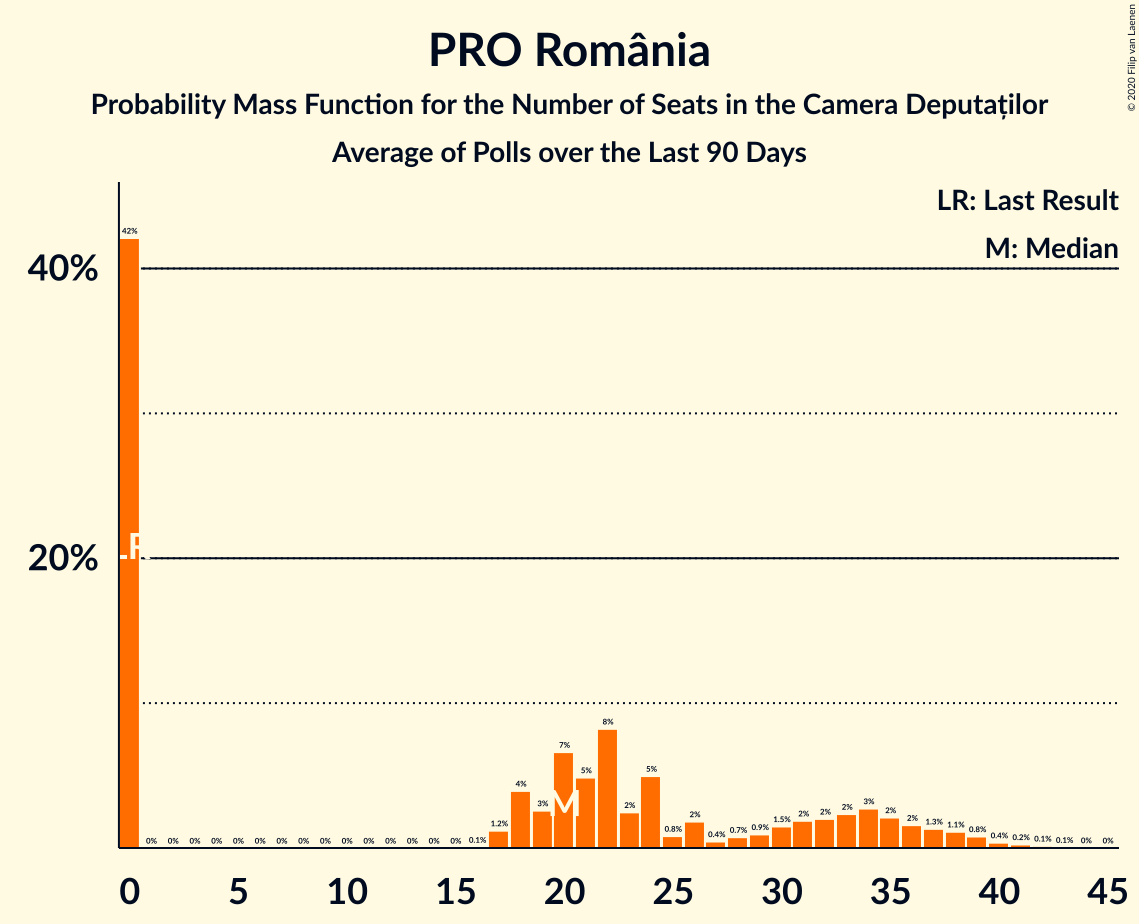 PRO România
Probability Mass Function for the Number of Seats in the Camera Deputaților
Average of Polls over the Last 90 Days
© 2020 Filip van Laenen
LR: Last Result
M: Median
40%
20%
42%
LR
0% 0% 0% 0% 0% 0% 0% 0% 0% 0% 0% 0% 0% 0% 0% 0.1% 1.2% 4% 3% 7% 5% 8% 2% 5% 0.8% 2% 0.4% 0.7% 0.9% 1.5% 2% 2% 2% 3% 2% 2% 1.3% 1.1% 0.8% 0.4% 0.2% 0.1% 0.1% 0% 0%
M
0 5 10 15 20 25 30 35 40 45